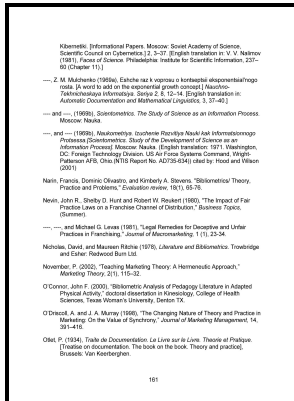 Kibernetiki. [Informational Papers. Moscow: Soviet Academy of Science,
Scientific Council on Cybernetics.] 2, 3–37. [English translation in: V. V. Nalimov
(1981), Faces of Science. Philadelphia: Institute for Scientific Information, 237–
60 (Chapter 11).]
----, Z. M. Mulchenko (1969a), Eshche raz k voprosu o kontseptsii eksponentsial'nogo
rosta. [A word to add on the exponential growth concept.] Nauchno-
Tekhnicheskaya Informatsiya. Seriya 2. 8, 12–14. [English translation in:
Automatic Documentation and Mathematical Linguistics, 3, 37–40.]
---- and ----, (1969b), Scientometrics. The Study of Science as an Information Process.
Moscow: Nauka.
----, and ---- (1969b), Naukometriya. Izucheniye Razvitiya Nauki kak Informatsionnogo
Protsessa [Scientometrics. Study of the Development of Science as an
Information Process]. Moscow: Nauka. (English translation: 1971. Washington,
DC: Foreign Technology Division. US Air Force Systems Command, Wright-
Patterson AFB, Ohio.(NTIS Report No. AD735-634)) cited by: Hood and Wilson
(2001)
Narin, Francis, Dominic Olivastro, and Kimberly A. Stevens. "Bibliometrics/ Theory,
Practice and Problems," Evaluation review, 18(1), 65-76.
Nevin, John R., Shelby D. Hunt and Robert W. Reukert (1980), "The Impact of Fair
Practice Laws on a Franchise Channel of Distribution," Business Topics,
(Summer).
----, ----, and Michael G. Levas (1981), "Legal Remedies for Deceptive and Unfair
Practices in Franchising," Journal of Macromarketing, 1 (1), 23-34.
Nicholas, David, and Maureen Ritchie (1978), Literature and Bibliometrics. Trowbridge
and Esher: Redwood Burn Ltd.
November, P. (2002), "Teaching Marketing Theory: A Hermeneutic Approach,"
Marketing Theory, 2(1), 115–32.
O'Connor, John F. (2000), "Bibliometric Analysis of Pedagogy Literature in Adapted
Physical Activity," doctoral dissertation in Kinesiology, College of Health
Sciences, Texas Woman's University, Denton TX.
O'Driscoll, A. and J. A. Murray (1998), "The Changing Nature of Theory and Practice in
Marketing: On the Value of Synchrony," Journal of Marketing Management, 14,
391–416.
Otlet, P. (1934), Traite de Documentation. Le Livre sur le Livre. Theorie et Pratique.
[Treatise on documentation. The book on the book. Theory and practice],
Brussels: Van Keerberghen.
161